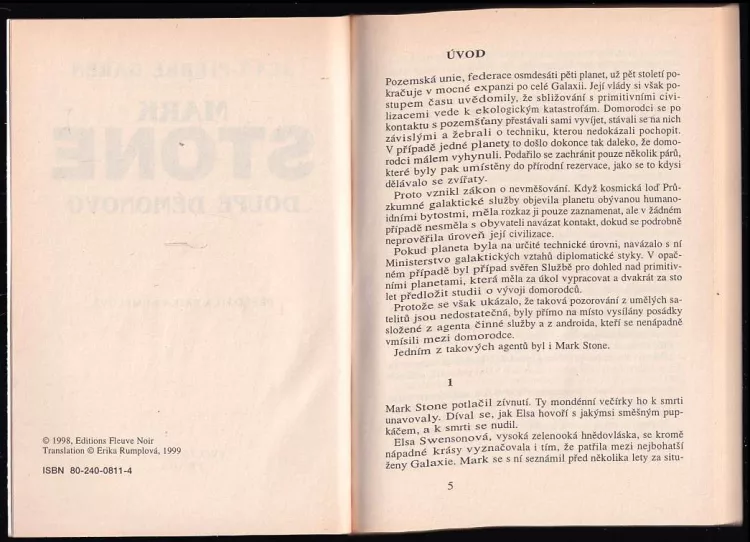 © 1998, Editions Fleuve Noir
Translation © Erika Rumplová, 1999
ISBN 80-240-0811-4
ÚVOD
Pozemská unie, federace osmdesáti pěti planet, už pět století po-
kračuje v mocné expanzi po celé Galaxii. Její vlády si však po-
stupem času uvědomily, že sbližování s primitivními civi-
lizacemi vede k ekologickým katastrofám. Domorodci se po
kontaktu s pozemšťany přestávali sami vyvíjet, stávali se na nich
závislými a žebrali o techniku, kterou nedokázali pochopit.
V případě jedné planety to došlo dokonce tak daleko, že domo-
rodci málem vyhynuli. Podařilo se zachránit pouze několik párů,
které byly pak umístěny do přírodní rezervace, jako se to kdysi
dělávalo se zvířaty.
Proto vznikl zákon o nevměšování. Když kosmická loď Prů-
zkumné galaktické služby objevila planetu obývanou humano-
idními bytostmi, měla rozkaz ji pouze zaznamenat, ale v žádném
případě nesměla s obyvateli navázat kontakt, dokud se podrobně
neprověřila úroveň její civilizace.
Pokud planeta byla na určité technické úrovni, navázalo s ní
Ministerstvo galaktických vztahů diplomatické styky. V opač-
ném případě byl případ svěřen Službě pro dohled nad primitiv-
ními planetami, která měla za úkol vypracovat a dvakrát za sto
let předložit studii o vývoji domorodců.
Protože se však ukázalo, že taková pozorování z umělých sa-
telitů jsou nedostatečná, byly přímo na místo vysílány posádky
složené z agenta činné služby a z androida, kteří se nenápadně
vmísili mezi domorodce.
Jedním z takových agentů byl i Mark Stone.
1
Mark Stone potlačil zívnutí. Ty mondénní večírky ho k smrti
unavovaly. Díval se, jak Elsa hovoří s jakýmsi směšným pup-
káčem, a k smrti se nudil.
Elsa Swensonová, vysoká zelenooká hnědovláska, se kromě
nápadné krásy vyznačovala i tím, že patřila mezi nejbohatší
ženy Galaxie. Mark se s ní seznámil před několika lety za situ-
5